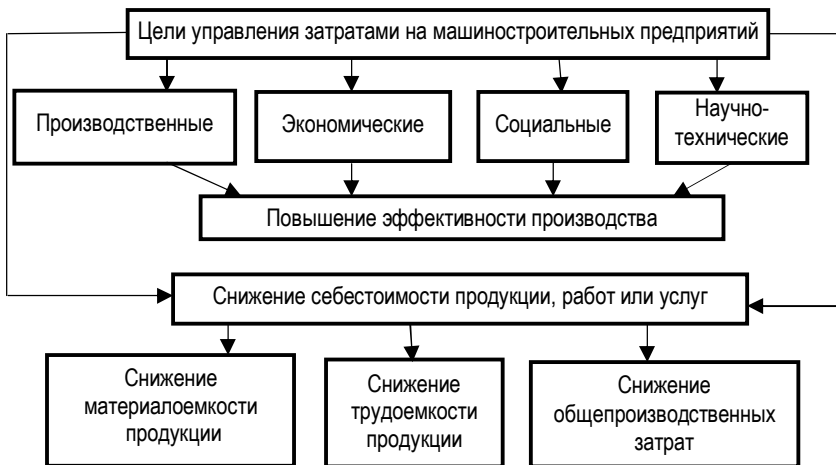 Цели управления затратами на машиностроительных предприятий
Производственные
Экономические
Социальные
Научно-
технические
Повышение эффективности производства
Снижение себестоимости продукции, работ или услуг
Снижение
материалоемкости
продукции
Снижение
трудоемкости
продукции
Снижение
общепроизводственных
затрат